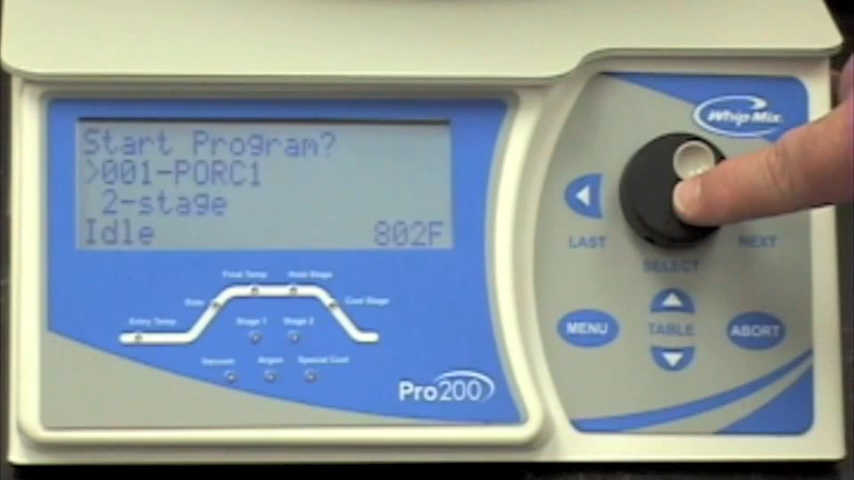 Start Program?
>001-PORC1
2-stage
Idle 802F
Whip Mix
LAST
NEXT
SELECT
MENU
TABLE
ABORT
Final Temp
Hold Stage
Rate
Cool Stage
Entry Temp
Stage 1
Stage 2
Vacuum
Argon
Special Cool
Pro200